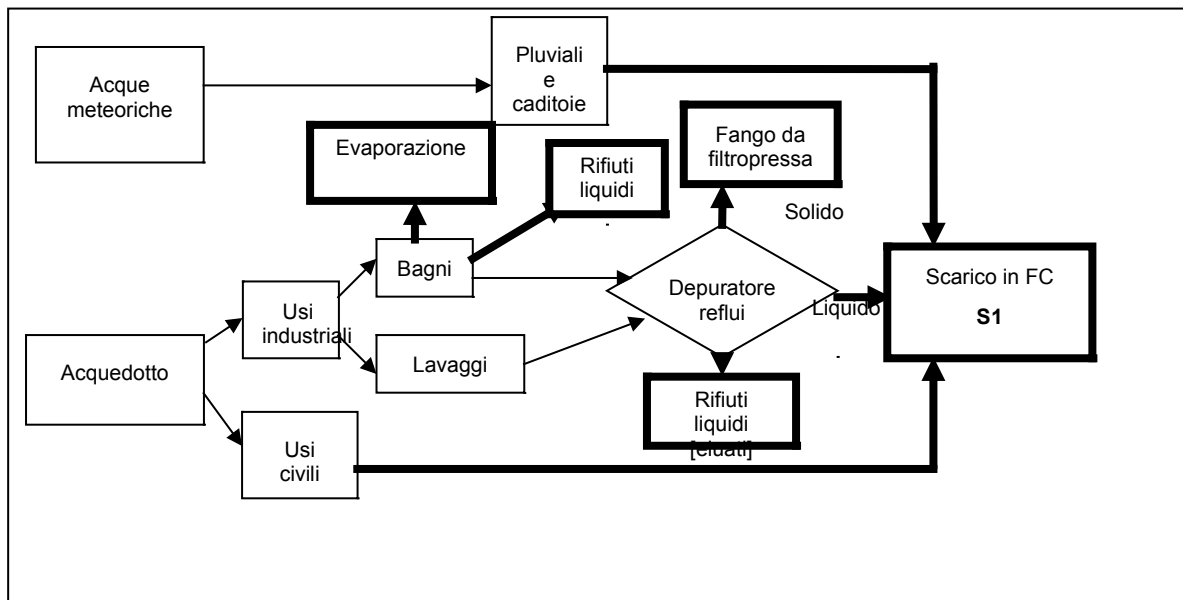 Acque
meteoriche
Pluviali
e
caditoie
Evaporazione
Rifiuti
liquidi
Fango da
filtropressa
Solido
Bagni
Usi
industriali
Depuratore
reflui
Liquido
Scarico in FC
S1
Acquedotto
Lavaggi
Rifiuti
liquidi
[eluati]
Usi
civili